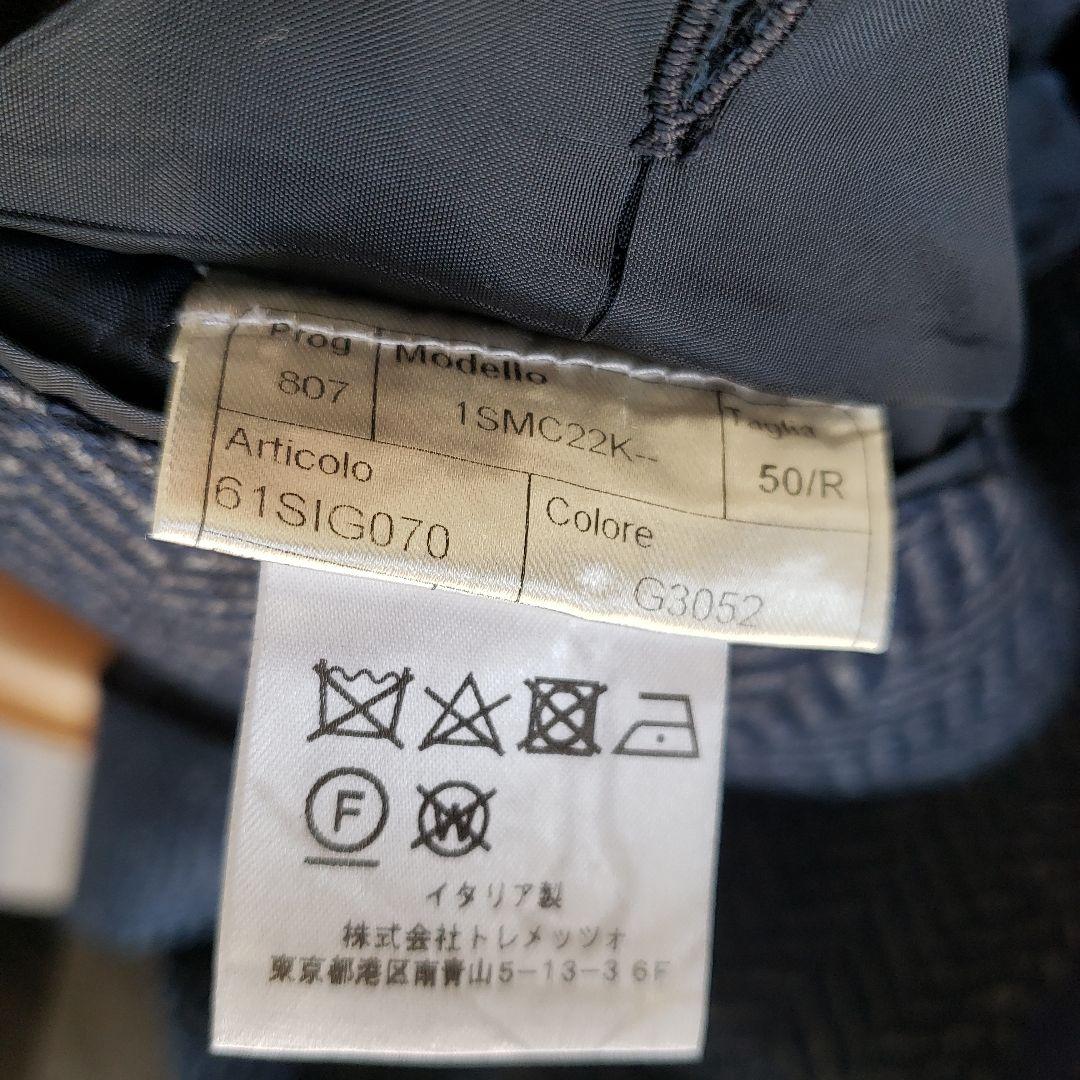 Prog Modello Taglia
807 1SMC22K-- 50/R
Articolo Colore
61SIG070 G3052
F W
イタリア製
株式会社トレメッツォ
東京都港区南青山5-13-3 6F